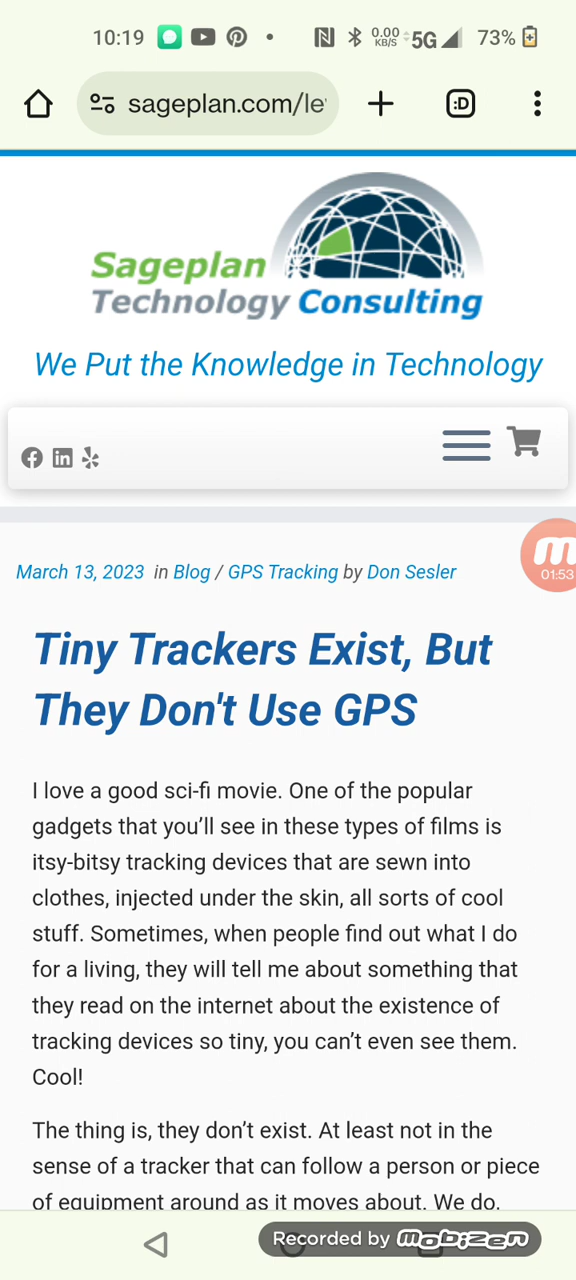 10:19 0.00 KB/S 5G 73%
sageplan.com/le
:D
Sageplan
Technology Consulting
We Put the Knowledge in Technology
March 13, 2023 in Blog / GPS Tracking by Don Sesler
01:53
Tiny Trackers Exist, But
They Don't Use GPS
I love a good sci-fi movie. One of the popular
gadgets that you’ll see in these types of films is
itsy-bitsy tracking devices that are sewn into
clothes, injected under the skin, all sorts of cool
stuff. Sometimes, when people find out what I do
for a living, they will tell me about something that
they read on the internet about the existence of
tracking devices so tiny, you can’t even see them.
Cool!
The thing is, they don’t exist. At least not in the
sense of a tracker that can follow a person or piece
of equipment around as it moves about. We do,
Recorded by mobizen